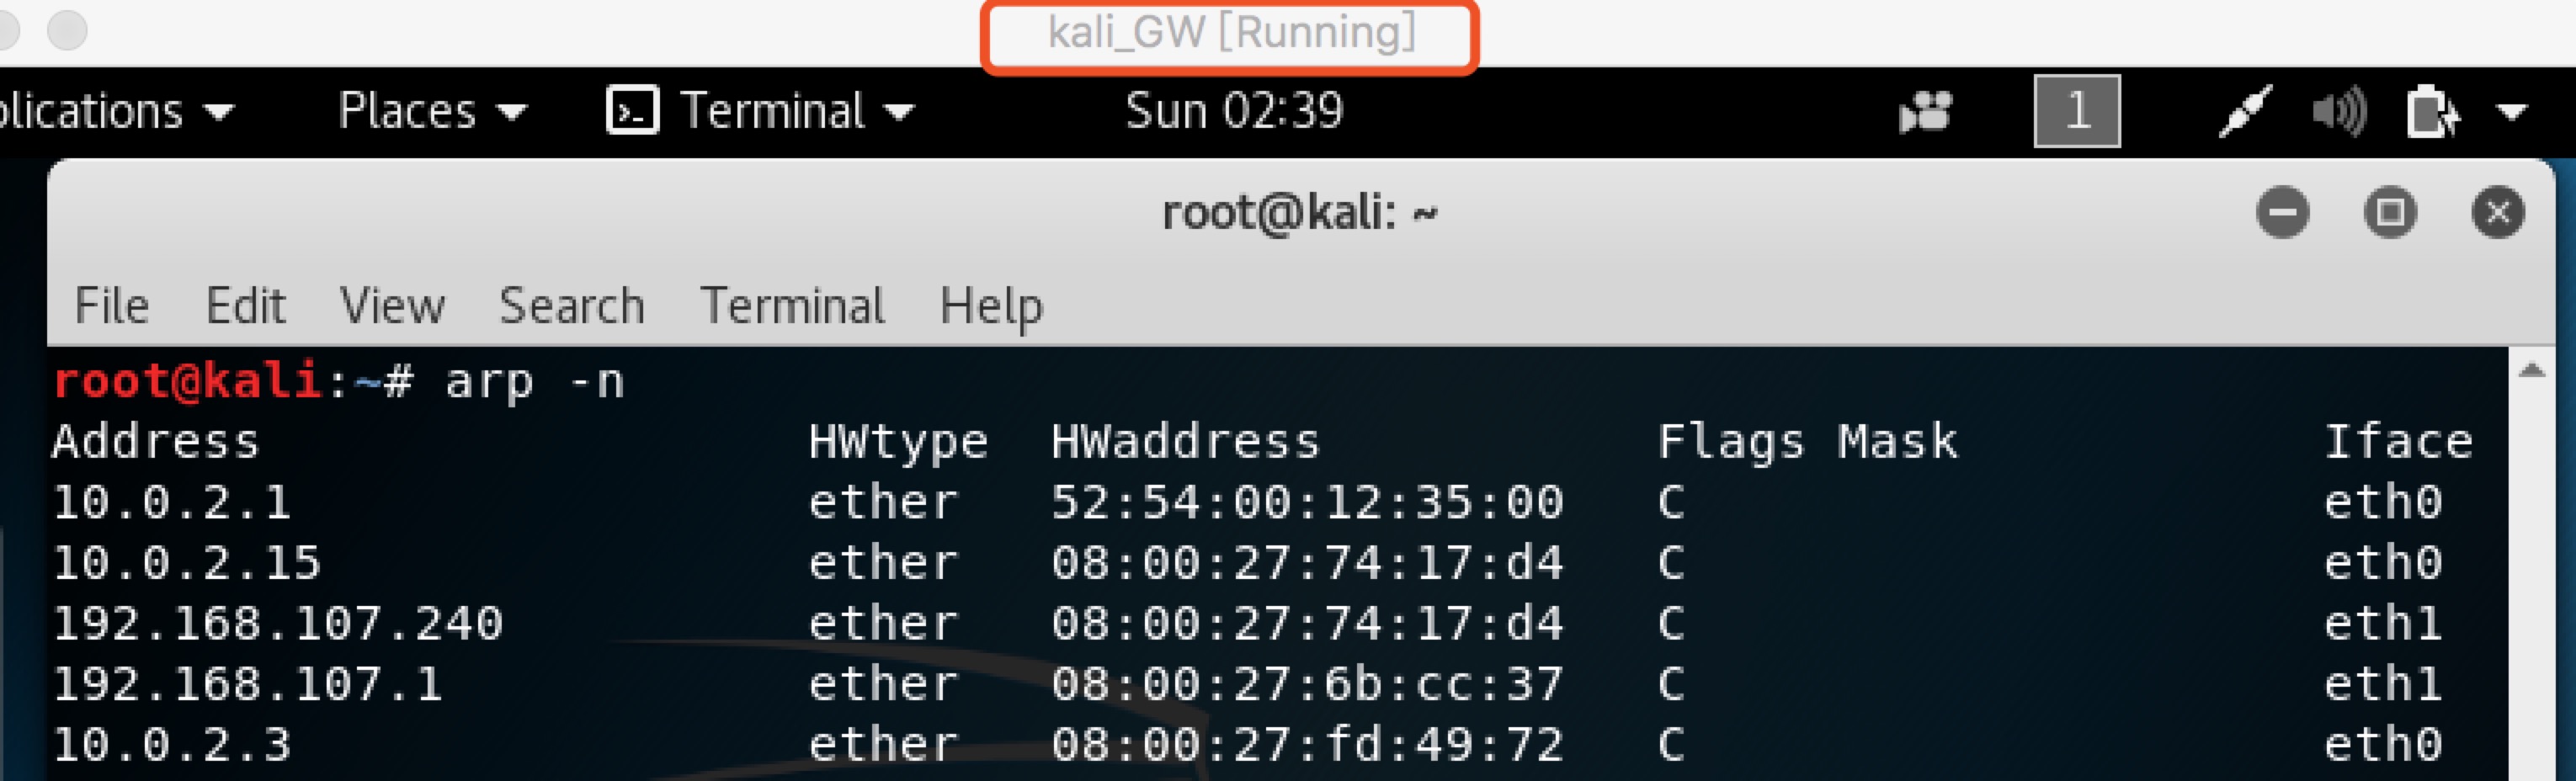 kali_GW [Running]
plications Places Terminal Sun 02:39 1
root@kali: ~
File Edit View Search Terminal Help
root@kali:~# arp -n
Address HWtype HWaddress Flags Mask Iface
10.0.2.1 ether 52:54:00:12:35:00 C eth0
10.0.2.15 ether 08:00:27:74:17:d4 C eth0
192.168.107.240 ether 08:00:27:74:17:d4 C eth1
192.168.107.1 ether 08:00:27:6b:cc:37 C eth1
10.0.2.3 ether 08:00:27:fd:49:72 C eth0